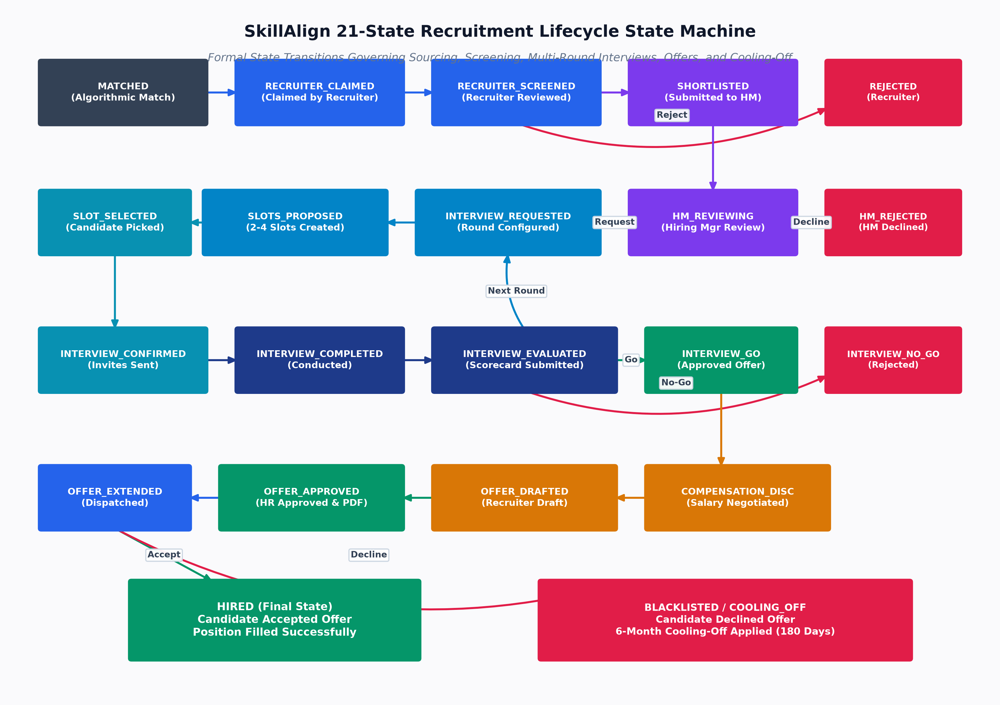 SkillAlign 21-State Recruitment Lifecycle State Machine
Formal State Transitions Governing Sourcing, Screening, Multi-Round Interviews, Offers, and Cooling-Off
MATCHED
(Algorithmic Match)
RECRUITER_CLAIMED
(Claimed by Recruiter)
RECRUITER_SCREENED
(Recruiter Reviewed)
SHORTLISTED
(Submitted to HM)
Reject
REJECTED
(Recruiter)
SLOT_SELECTED
(Candidate Picked)
SLOTS_PROPOSED
(2-4 Slots Created)
INTERVIEW_REQUESTED
(Round Configured)
Request
HM_REVIEWING
(Hiring Mgr Review)
Decline
HM_REJECTED
(HM Declined)
Next Round
INTERVIEW_CONFIRMED
(Invites Sent)
INTERVIEW_COMPLETED
(Conducted)
INTERVIEW_EVALUATED
(Scorecard Submitted)
Go
INTERVIEW_GO
(Approved Offer)
No-Go
INTERVIEW_NO_GO
(Rejected)
OFFER_EXTENDED
(Dispatched)
OFFER_APPROVED
(HR Approved & PDF)
OFFER_DRAFTED
(Recruiter Draft)
COMPENSATION_DISC
(Salary Negotiated)
Accept
Decline
HIRED (Final State)
Candidate Accepted Offer
Position Filled Successfully
BLACKLISTED / COOLING_OFF
Candidate Declined Offer
6-Month Cooling-Off Applied (180 Days)